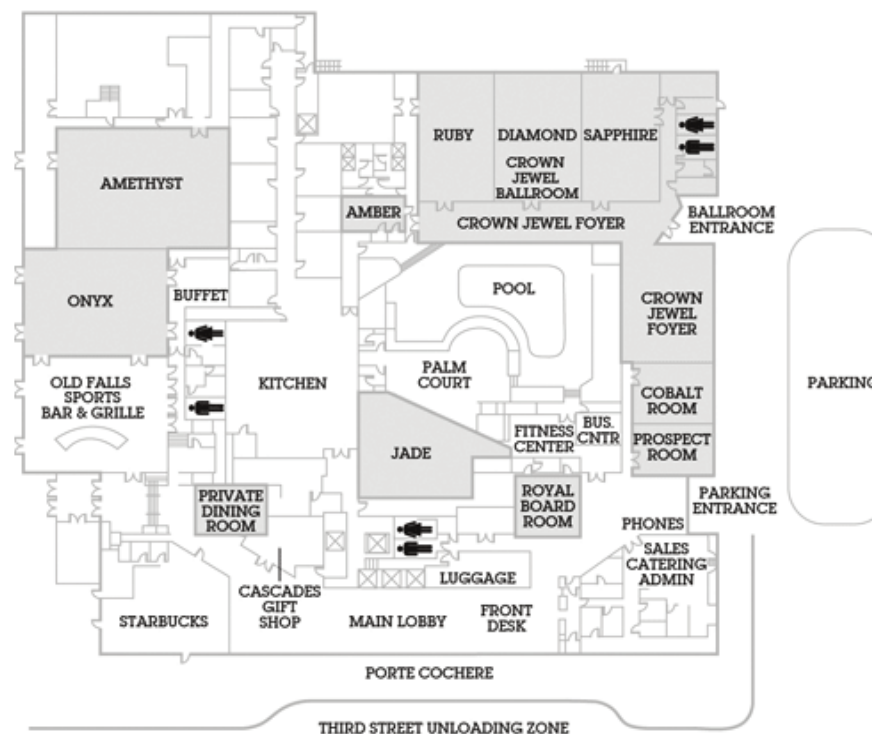 RUBY
DIAMOND
SAPPHIRE
CROWN
JEWEL
BALLROOM
AMETHYST
AMBER
CROWN JEWEL FOYER
BALLROOM
ENTRANCE
ONYX
BUFFET
POOL
CROWN
JEWEL
FOYER
OLD FALLS
SPORTS
BAR & GRILLE
KITCHEN
PALM
COURT
PARKING
COBALT
ROOM
JADE
FITNESS
CENTER
BUS.
CNTR
PROSPECT
ROOM
PRIVATE
DINING
ROOM
ROYAL
BOARD
ROOM
PARKING
ENTRANCE
PHONES
SALES
CATERING
ADMIN
LUGGAGE
CASCADES
GIFT
SHOP
STARBUCKS
MAIN LOBBY
FRONT
DESK
PORTE COCHERE
THIRD STREET UNLOADING ZONE